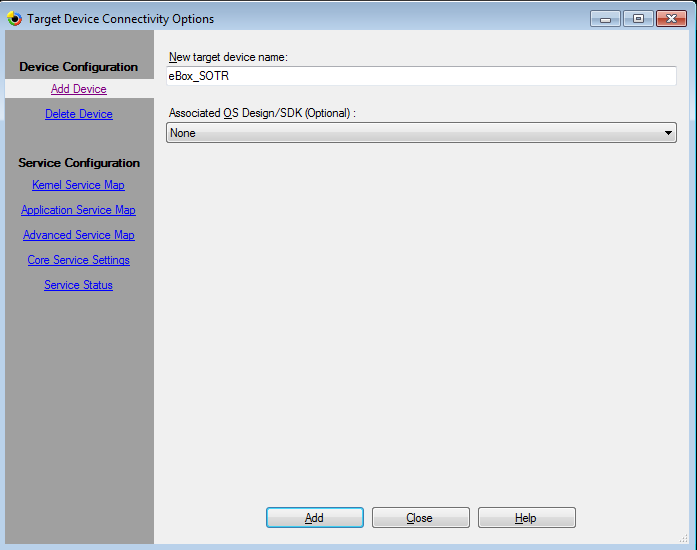 Target Device Connectivity Options
Device Configuration
Add Device
Delete Device
Service Configuration
Kernel Service Map
Application Service Map
Advanced Service Map
Core Service Settings
Service Status
New target device name:
eBox_SOTR
Associated OS Design/SDK (Optional) :
None
Add
Close
Help